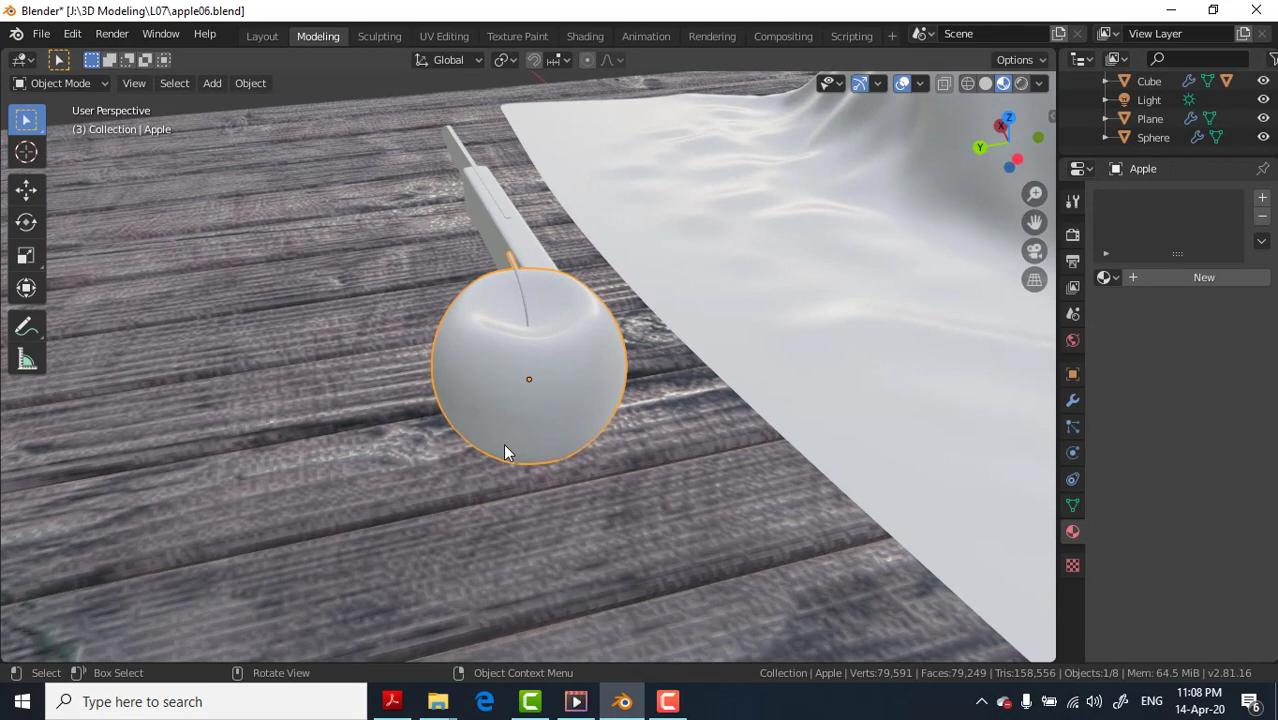 Blender* [J:\3D Modeling\L07\apple06.blend]
File Edit Render Window Help Layout Modeling Sculpting UV Editing Texture Paint Shading Animation Rendering Compositing Scripting + Scene View Layer
Global Options
Object Mode View Select Add Object
User Perspective
(3) Collection | Apple
Z
X
Y
Cube
Light
Plane
Sphere
Apple
New
Select Box Select Rotate View Object Context Menu Collection | Apple | Verts:79,591 | Faces:79,249 | Tris:158,556 | Objects:1/8 | Mem: 64.5 MiB | v2.81.16
Type here to search
ENG
11:08 PM
14-Apr-20
6